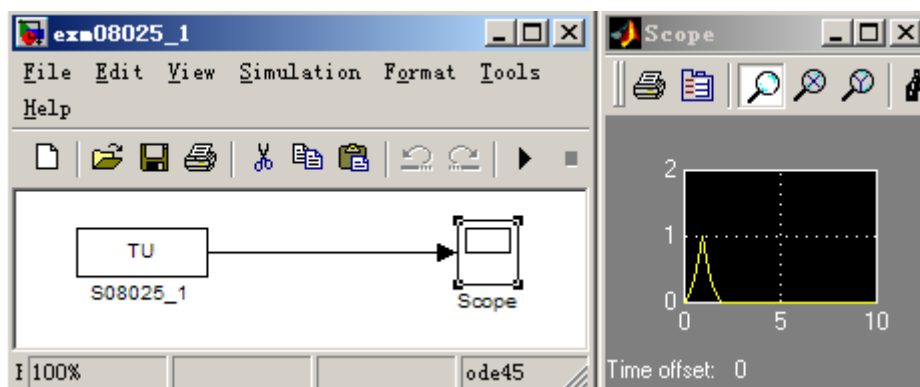 exm08025_1
File Edit View Simulation Format Tools
Help
TU
S08025_1
Scope
100%
ode45
Scope
2
1
0
0 5 10
Time offset: 0